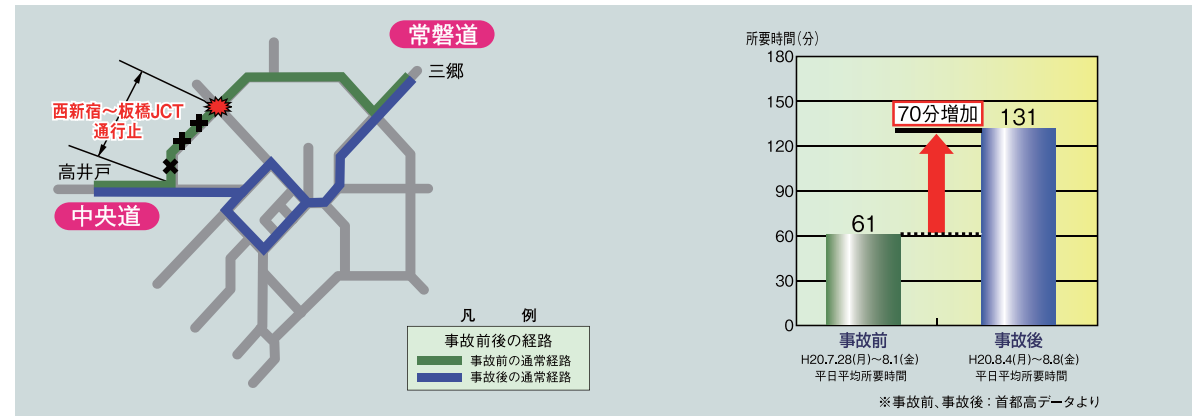 常磐道
三郷
西新宿～板橋JCT
通行止
高井戸
中央道
凡　例
事故前後の経路
事故前の通常経路
事故後の通常経路
所要時間(分)
180
150
120
90
60
30
0
70分増加
131
61
事故前
H20.7.28(月)～8.1(金)
平日平均所要時間
事故後
H20.8.4(月)～8.8(金)
平日平均所要時間
※事故前、事故後：首都高データより